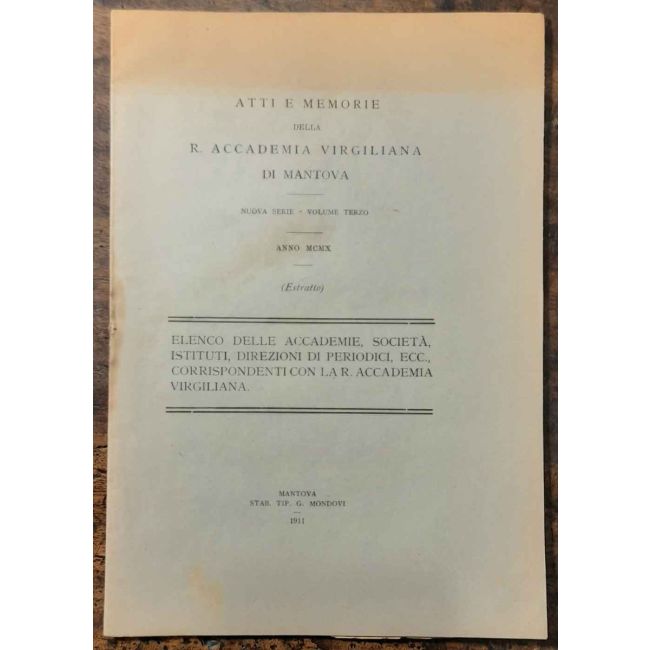 ATTI E MEMORIE
DELLA
R. ACCADEMIA VIRGILIANA
DI MANTOVA
NUOVA SERIE - VOLUME TERZO
ANNO MCMX
(Estratto)
ELENCO DELLE ACCADEMIE, SOCIETÀ,
ISTITUTI, DIREZIONI DI PERIODICI, ECC.,
CORRISPONDENTI CON LA R. ACCADEMIA
VIRGILIANA.
MANTOVA
STAB. TIP. G. MONDOVI
1911